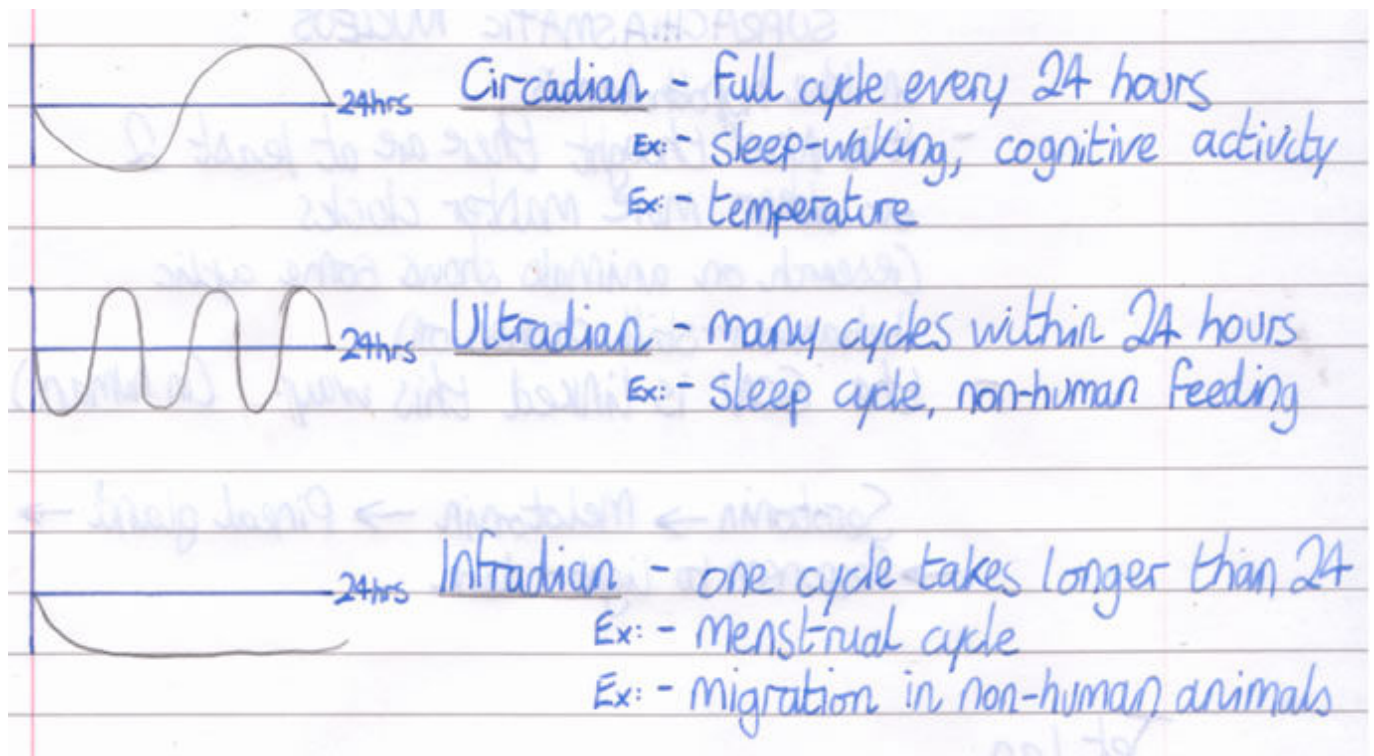 24hrs Circadian - full cycle every 24 hours
Ex: - sleep-waking, cognitive activity
Ex: - temperature
24hrs Ultradian - many cycles within 24 hours
Ex: - sleep cycle, non-human feeding
24hrs Infradian - one cycle takes longer than 24
Ex: - menstrual cycle
Ex: - migration in non-human animals